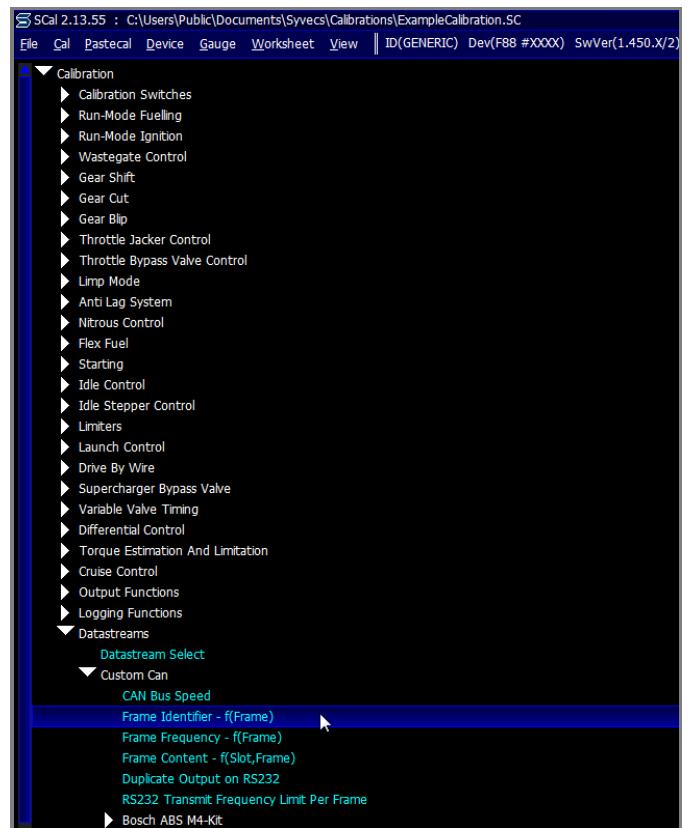 SCal 2.13.55 : C:\Users\Public\Documents\Syvecs\Calibrations\ExampleCalibration.SC
File Cal Pastecal Device Gauge Worksheet View ID(GENERIC) Dev(F88 #XXXX) SwVer(1.450.X/2)
Calibration
Calibration Switches
Run-Mode Fuelling
Run-Mode Ignition
Wastegate Control
Gear Shift
Gear Cut
Gear Blip
Throttle Jacker Control
Throttle Bypass Valve Control
Limp Mode
Anti Lag System
Nitrous Control
Flex Fuel
Starting
Idle Control
Idle Stepper Control
Limiters
Launch Control
Drive By Wire
Supercharger Bypass Valve
Variable Valve Timing
Differential Control
Torque Estimation And Limitation
Cruise Control
Output Functions
Logging Functions
Datastreams
Datastream Select
Custom Can
CAN Bus Speed
Frame Identifier - f(Frame)
Frame Frequency - f(Frame)
Frame Content - f(Slot,Frame)
Duplicate Output on RS232
RS232 Transmit Frequency Limit Per Frame
Bosch ABS M4-Kit